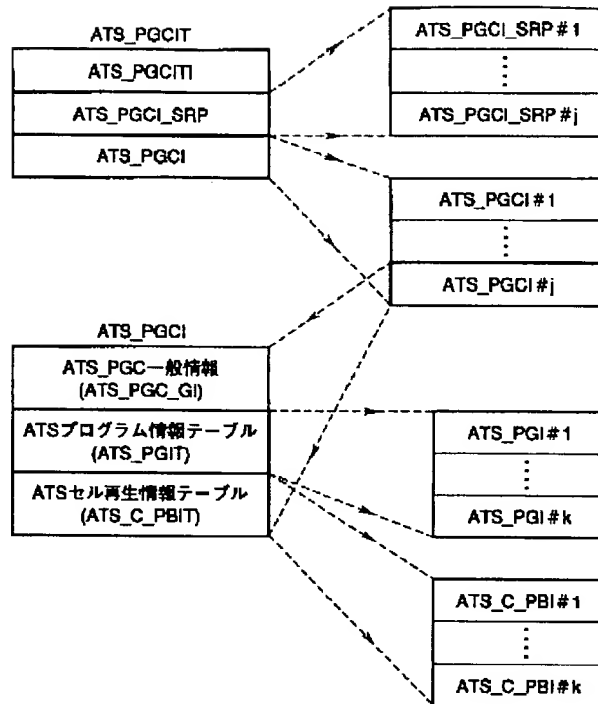 ATS_PGCIT
ATS_PGCITI
ATS_PGCI_SRP
ATS_PGCI
ATS_PGCI_SRP#1
ATS_PGCI_SRP#j
ATS_PGCI#1
ATS_PGCI#j
ATS_PGCI
ATS_PGC一般情報
(ATS_PGC_GI)
ATSプログラム情報テーブル
(ATS_PGIT)
ATSセル再生情報テーブル
(ATS_C_PBIT)
ATS_PGI#1
ATS_PGI#k
ATS_C_PBI#1
ATS_C_PBI#k